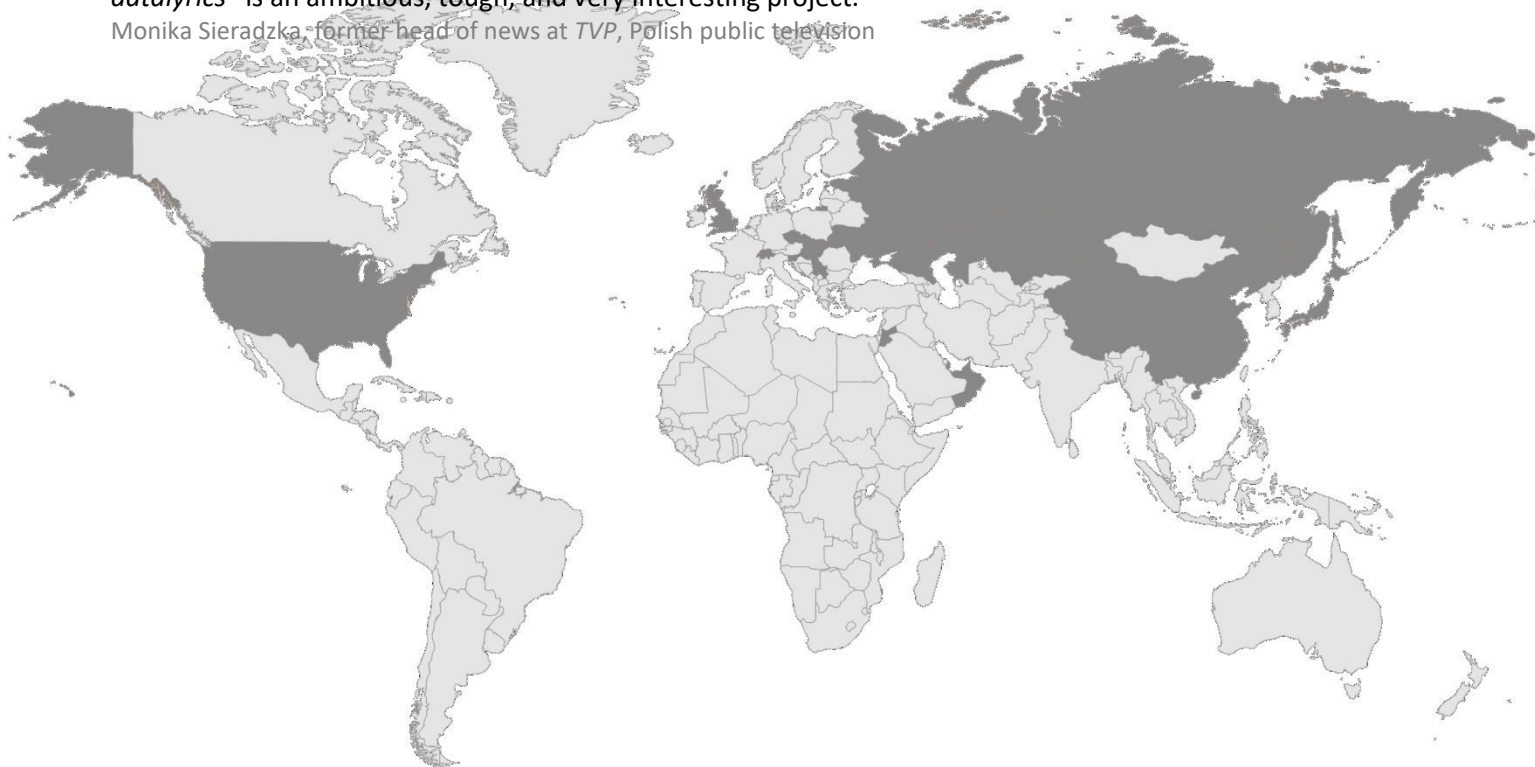 datalyrics is an ambitious, tough, and very interesting project.
Monika Sieradzka, former head of news at TVP, Polish public television